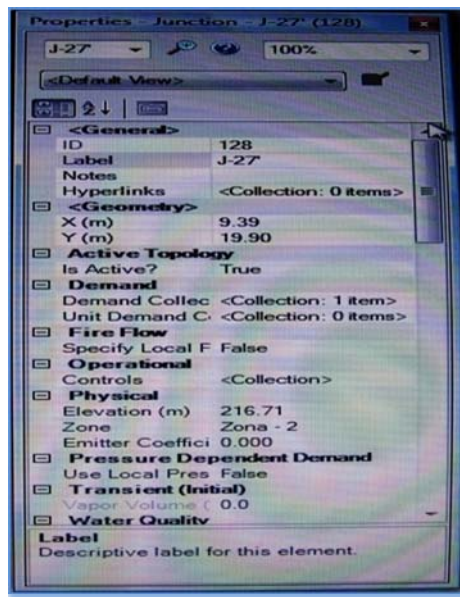 Properties - Junction - J-27' (128)
J-27' 100%
<Default View>
<General>
ID 128
Label J-27'
Notes
Hyperlinks <Collection: 0 items>
<Geometry>
X (m) 9.39
Y (m) 19.90
Active Topology
Is Active? True
Demand
Demand Collec <Collection: 1 item>
Unit Demand C <Collection: 0 items>
Fire Flow
Specify Local F False
Operational
Controls <Collection>
Physical
Elevation (m) 216.71
Zone Zona - 2
Emitter Coeffici 0.000
Pressure Dependent Demand
Use Local Pres False
Transient (Initial)
Vapor Volume ( 0.0
Water Quality
Label
Descriptive label for this element.